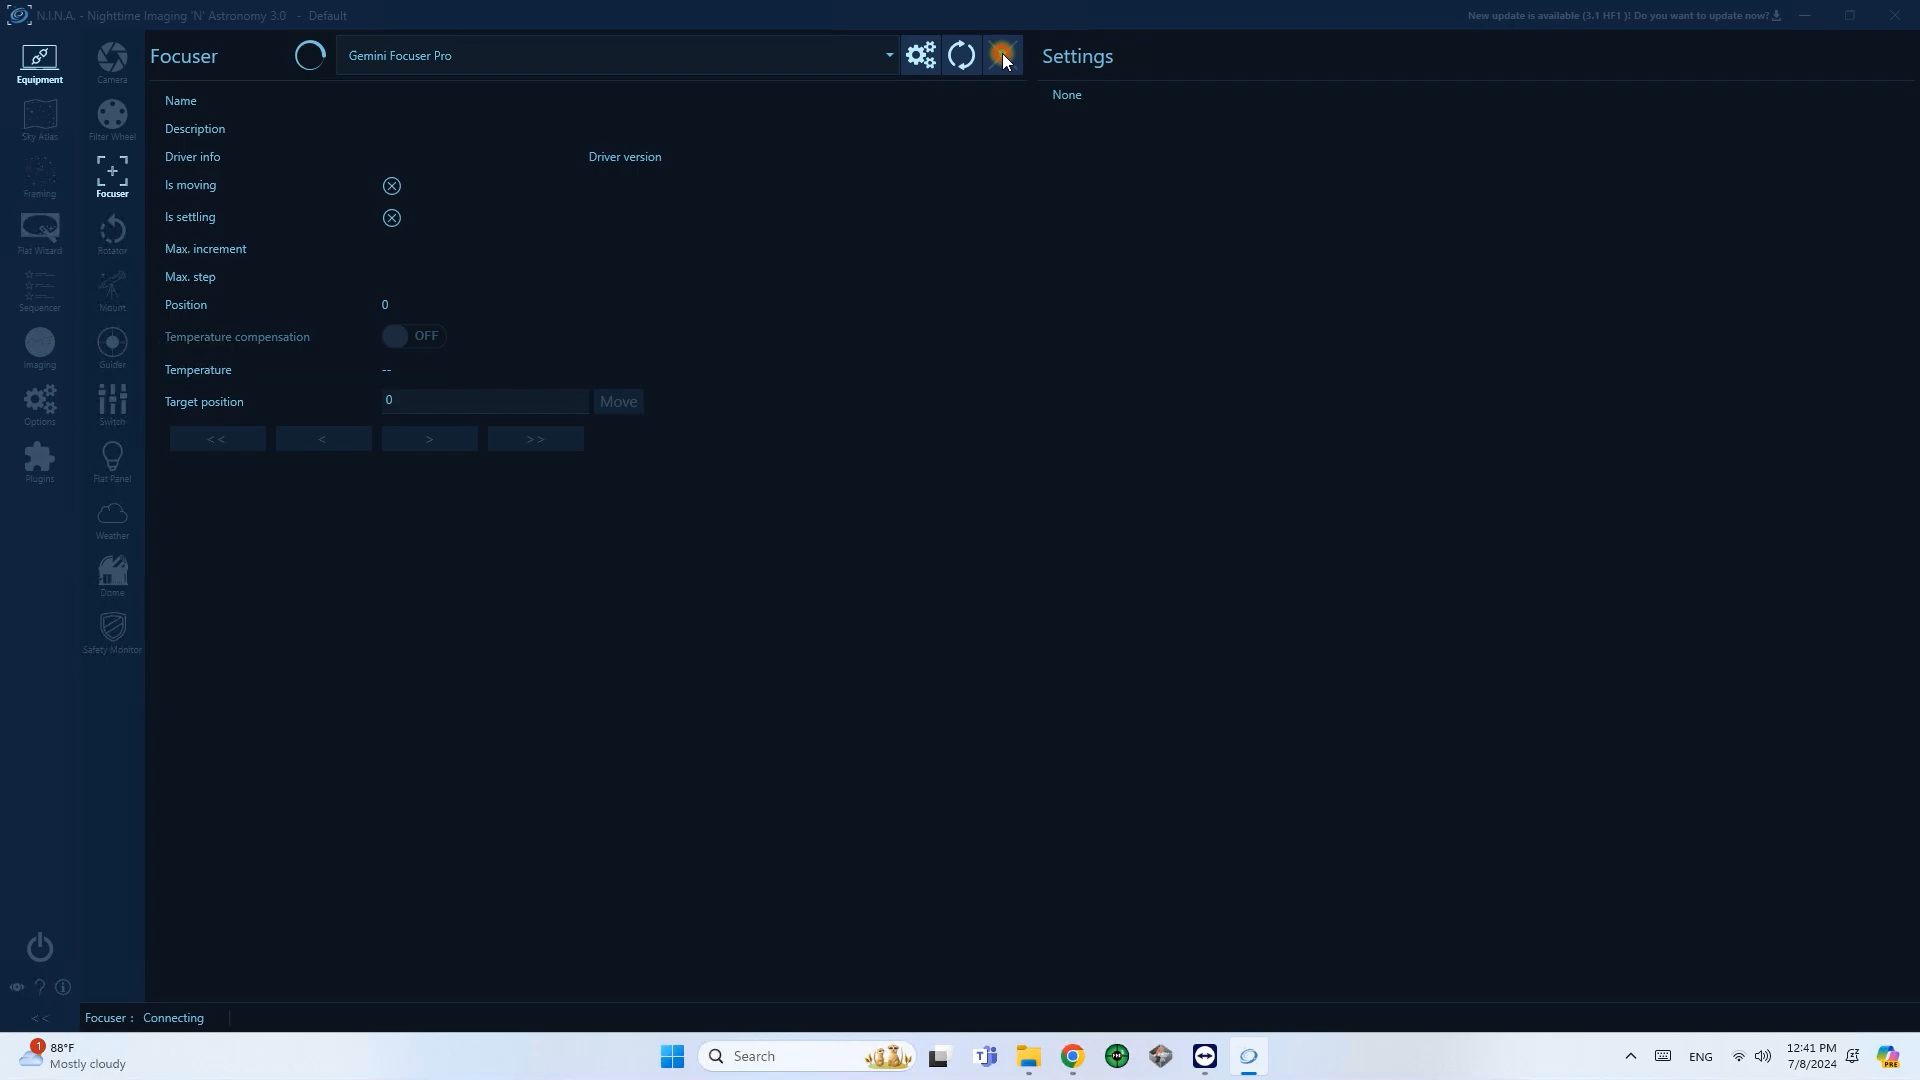 N.I.N.A. - Nighttime Imaging 'N' Astronomy 3.0 - Default
New update is available (3.1 HF1 )! Do you want to update now?
Equipment
Sky Atlas
Framing
Flat Wizard
Sequencer
Imaging
Options
Plugins
Camera
Filter Wheel
Focuser
Rotator
Mount
Guider
Switch
Flat Panel
Weather
Dome
Safety Monitor
Focuser
Gemini Focuser Pro
Settings
None
Name
Description
Driver info
Driver version
Is moving
Is settling
Max. increment
Max. step
Position 0
Temperature compensation OFF
Temperature --
Target position 0 Move
<< < > >>
<<
Focuser : Connecting
1
88°F
Mostly cloudy
Search
ENG
12:41 PM
7/8/2024
PRE